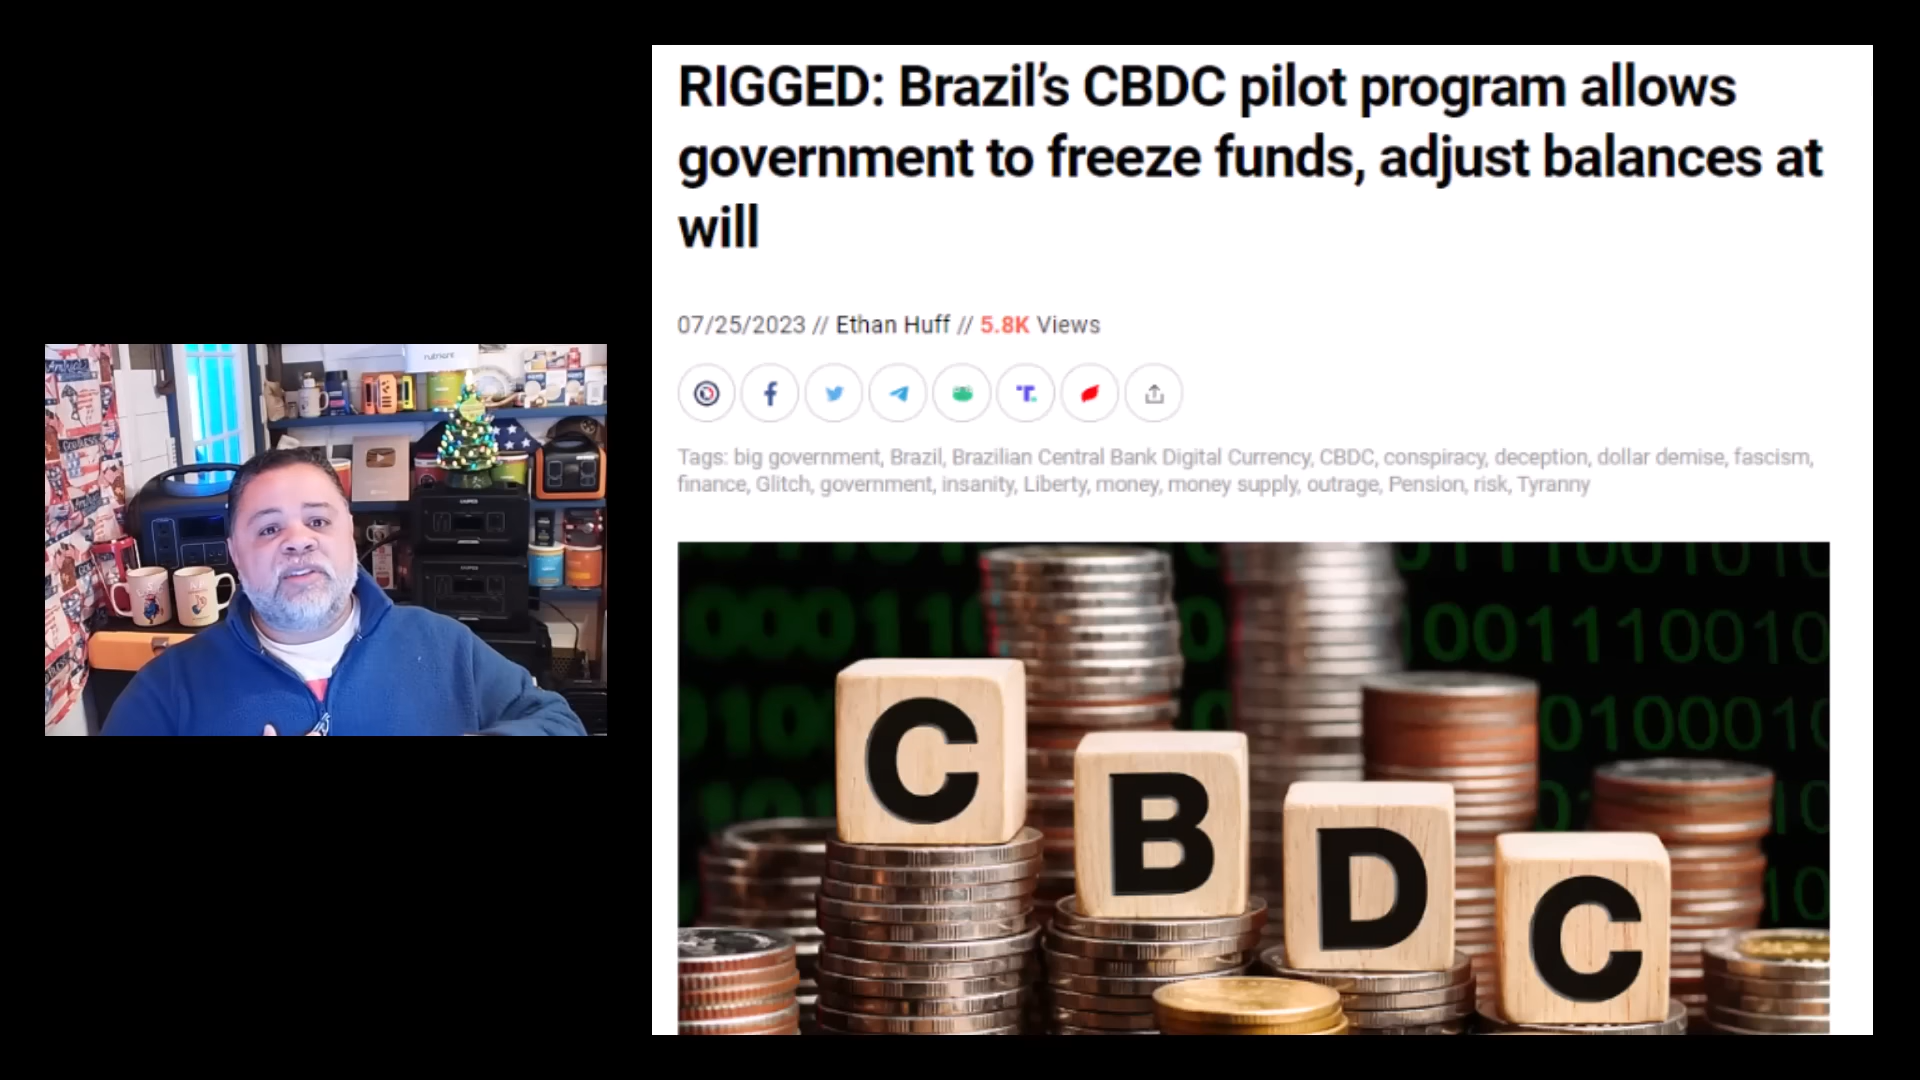 RIGGED: Brazil’s CBDC pilot program allows
government to freeze funds, adjust balances at
will
07/25/2023 // Ethan Huff // 5.8K Views
Tags: big government, Brazil, Brazilian Central Bank Digital Currency, CBDC, conspiracy, deception, dollar demise, fascism,
finance, Glitch, government, insanity, Liberty, money, money supply, outrage, Pension, risk, Tyranny
C
B
D
C